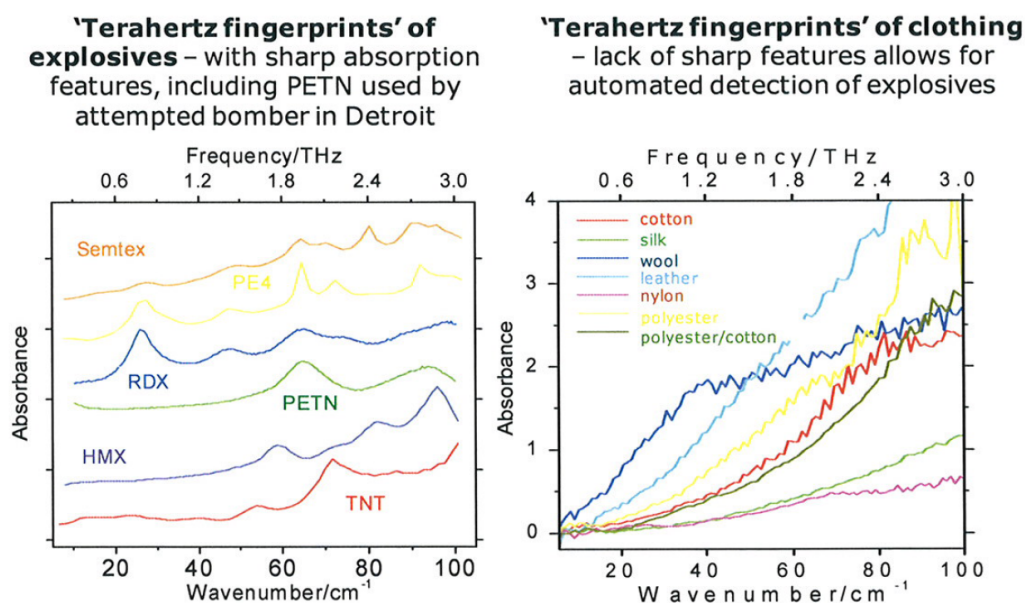 ‘Terahertz fingerprints’ of
explosives – with sharp absorption
features, including PETN used by
attempted bomber in Detroit
Frequency/THz
0.6 1.2 1.8 2.4 3.0
Semtex
PE4
RDX
PETN
HMX
TNT
Absorbance
20 40 60 80 100
Wavenumber/cm⁻¹
‘Terahertz fingerprints’ of clothing
– lack of sharp features allows for
automated detection of explosives
Frequency/THz
0.6 1.2 1.8 2.4 3.0
4
3
2
1
0
cotton
silk
wool
leather
nylon
polyester
polyester/cotton
Absorbance
20 40 60 80 100
Wavenumber/cm⁻¹